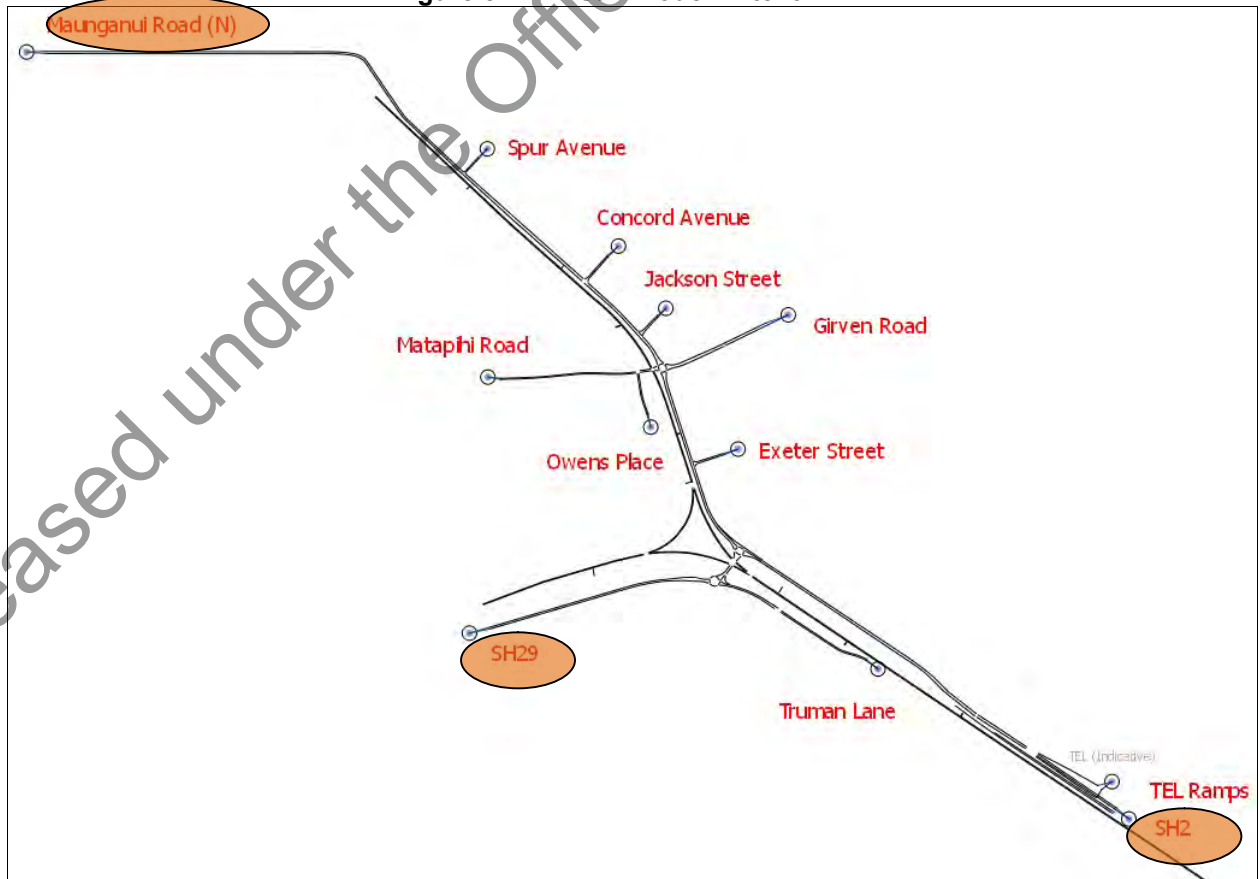 Maunganui Road (N)
Spur Avenue
Concord Avenue
Jackson Street
Girven Road
Matapihi Road
Owens Place
Exeter Street
SH29
Truman Lane
TEL (Indicative)
TEL Ramps
SH2
eased under the Offic